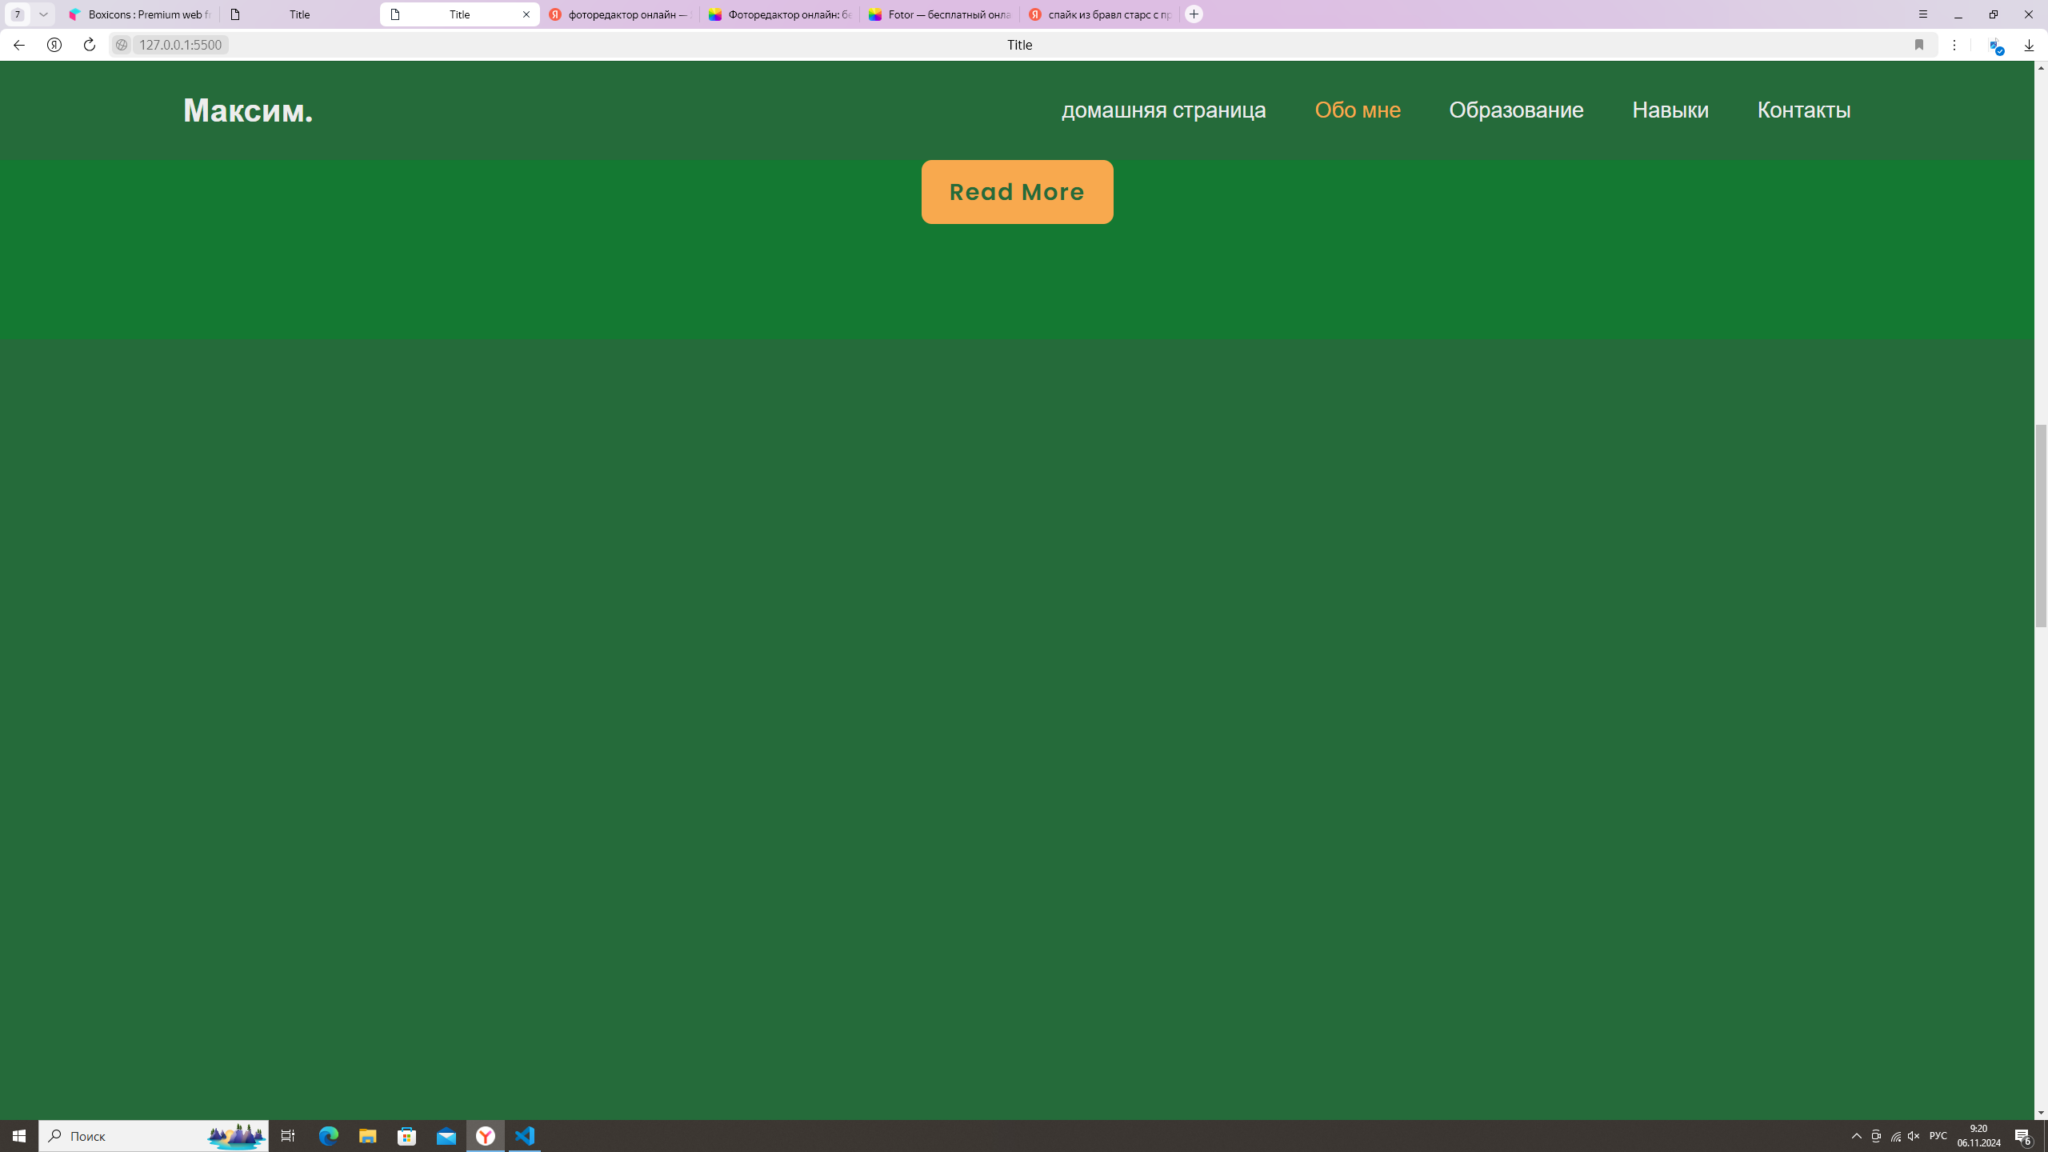 7
Boxicons : Premium web f
Title
Title
фоторедактор онлайн —
Фоторедактор онлайн: бе
Fotor — бесплатный онла
спайк из бравл старс с пр
127.0.0.1:5500
Title
Максим.
домашняя страница
Обо мне
Образование
Навыки
Контакты
Read More
Поиск
РУС
9:20
06.11.2024
6